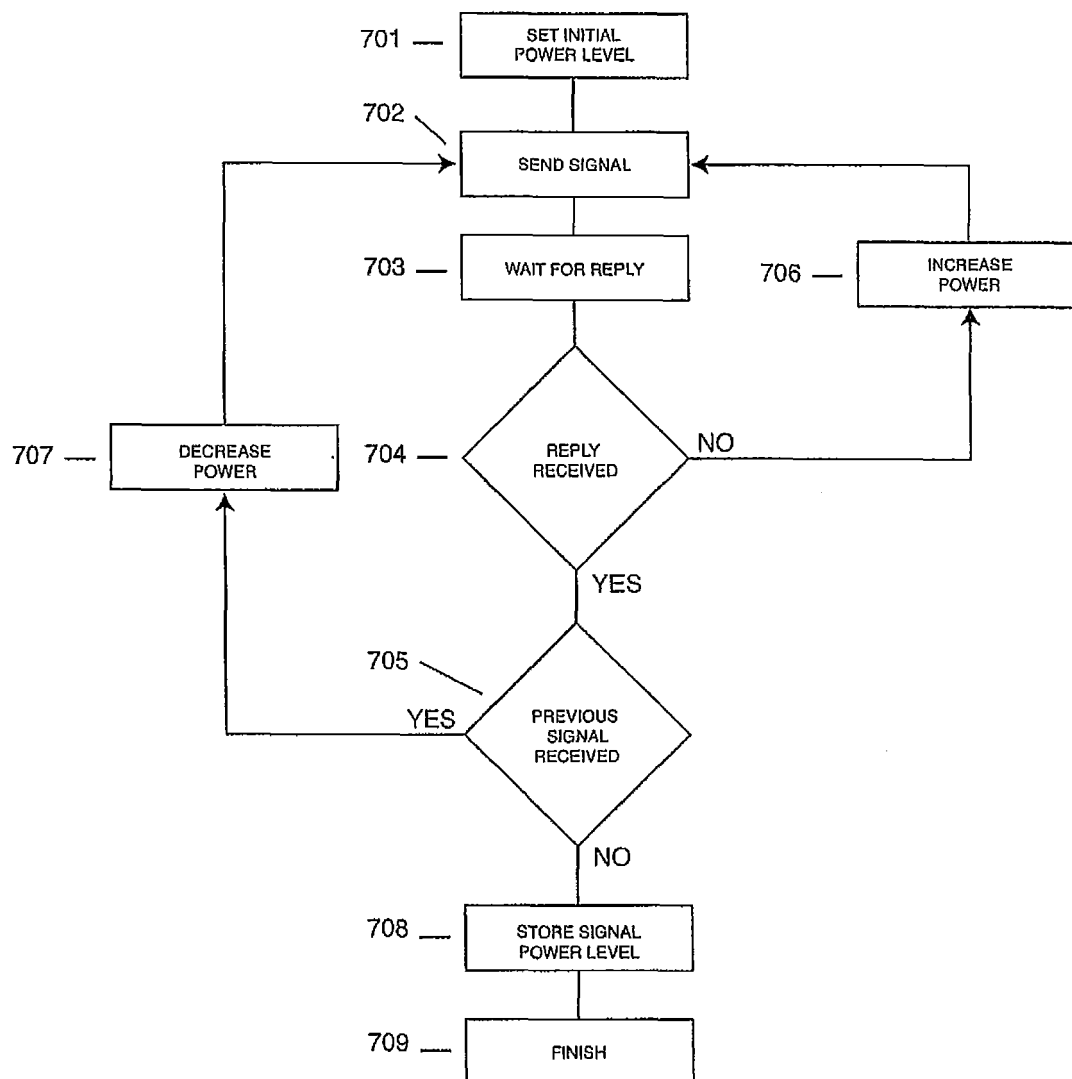 701
SET INITIAL
POWER LEVEL
702
SEND SIGNAL
703
WAIT FOR REPLY
706
INCREASE
POWER
707
DECREASE
POWER
704
REPLY
RECEIVED
NO
YES
705
YES
PREVIOUS
SIGNAL
RECEIVED
NO
708
STORE SIGNAL
POWER LEVEL
709
FINISH